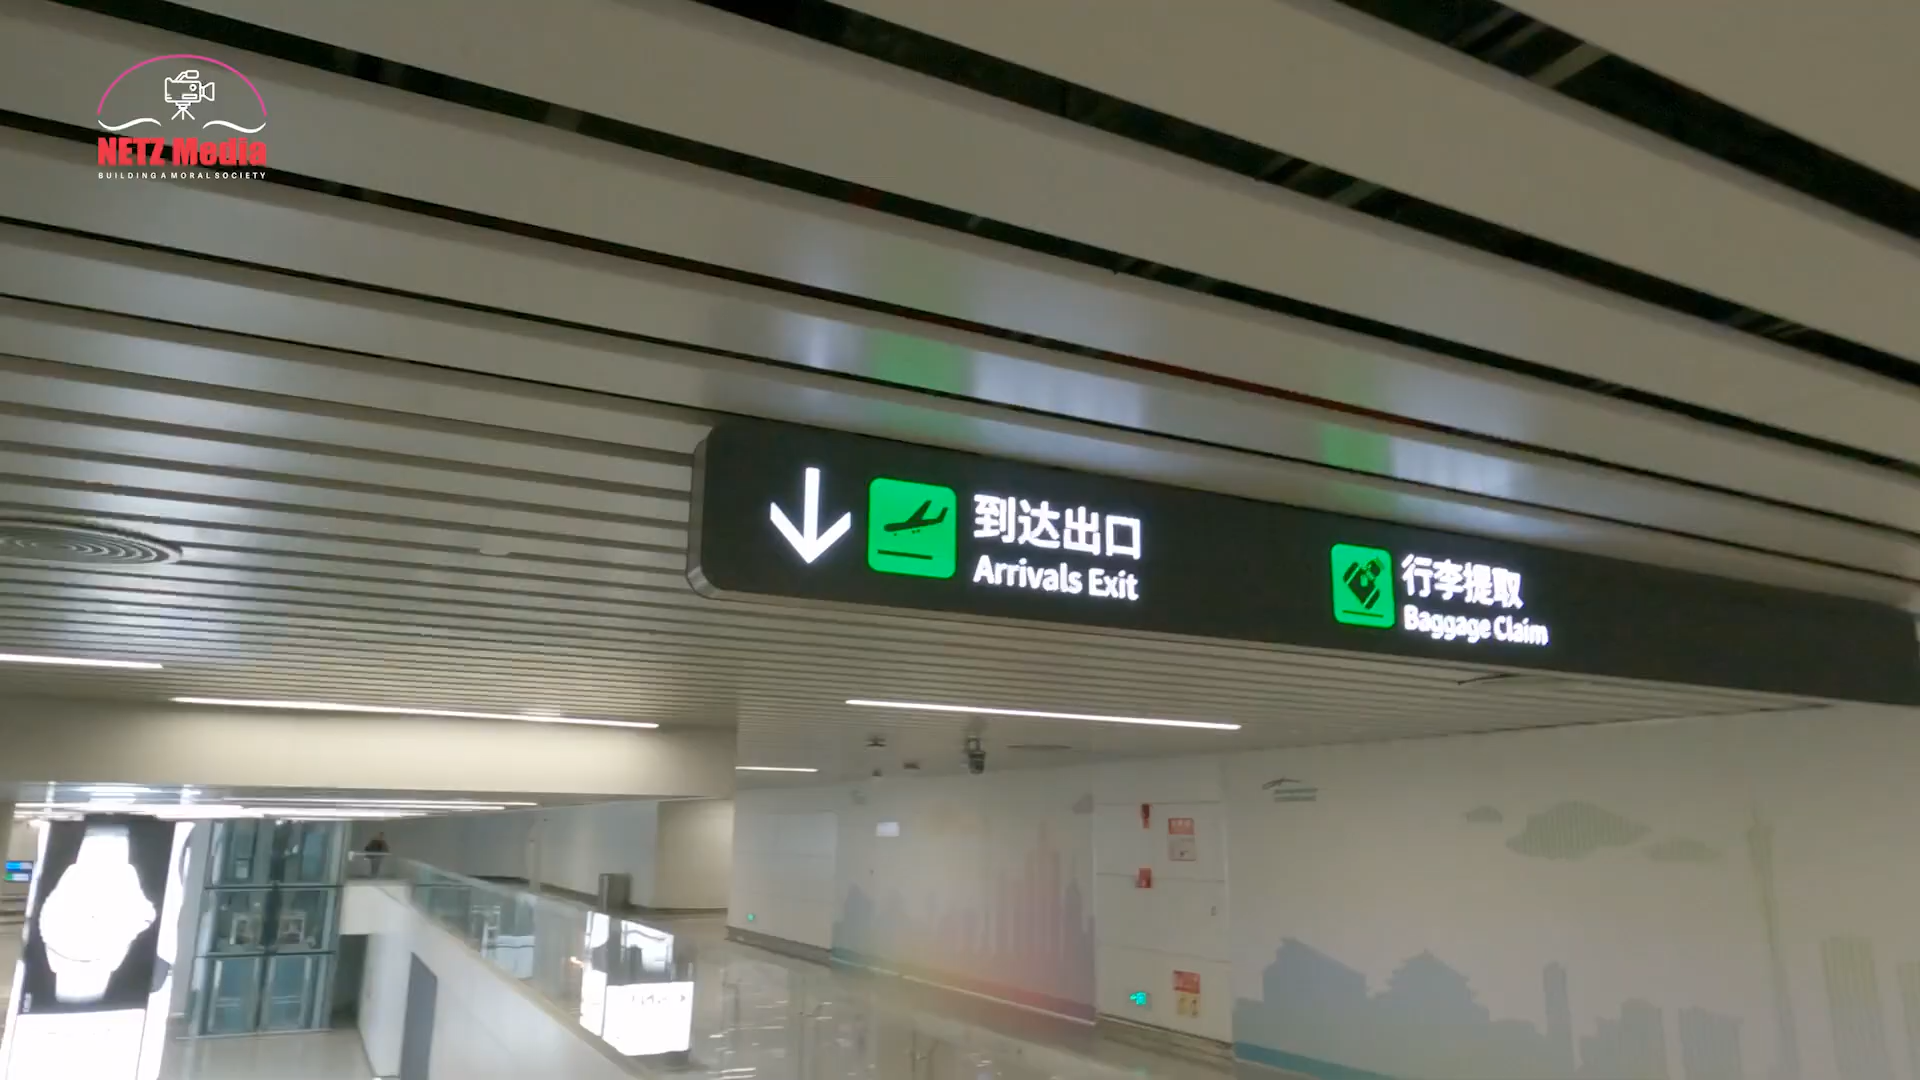 NETZ Media
BUILDING A MORAL SOCIETY
到达出口
Arrivals Exit
行李提取
Baggage Claim